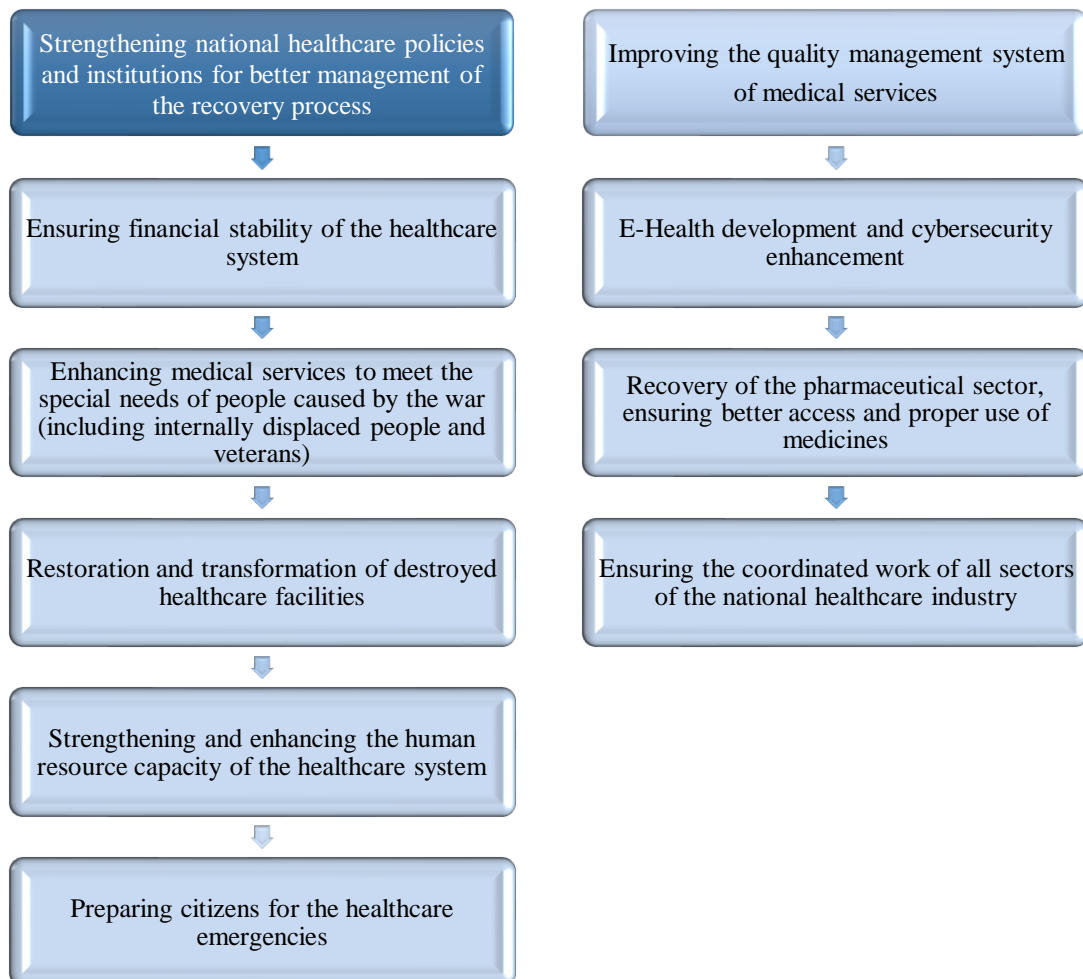 Strengthening national healthcare policies
and institutions for better management of
the recovery process
Ensuring financial stability of the healthcare
system
Enhancing medical services to meet the
special needs of people caused by the war
(including internally displaced people and
veterans)
Restoration and transformation of destroyed
healthcare facilities
Strengthening and enhancing the human
resource capacity of the healthcare system
Preparing citizens for the healthcare
emergencies
Improving the quality management system
of medical services
E-Health development and cybersecurity
enhancement
Recovery of the pharmaceutical sector,
ensuring better access and proper use of
medicines
Ensuring the coordinated work of all sectors
of the national healthcare industry